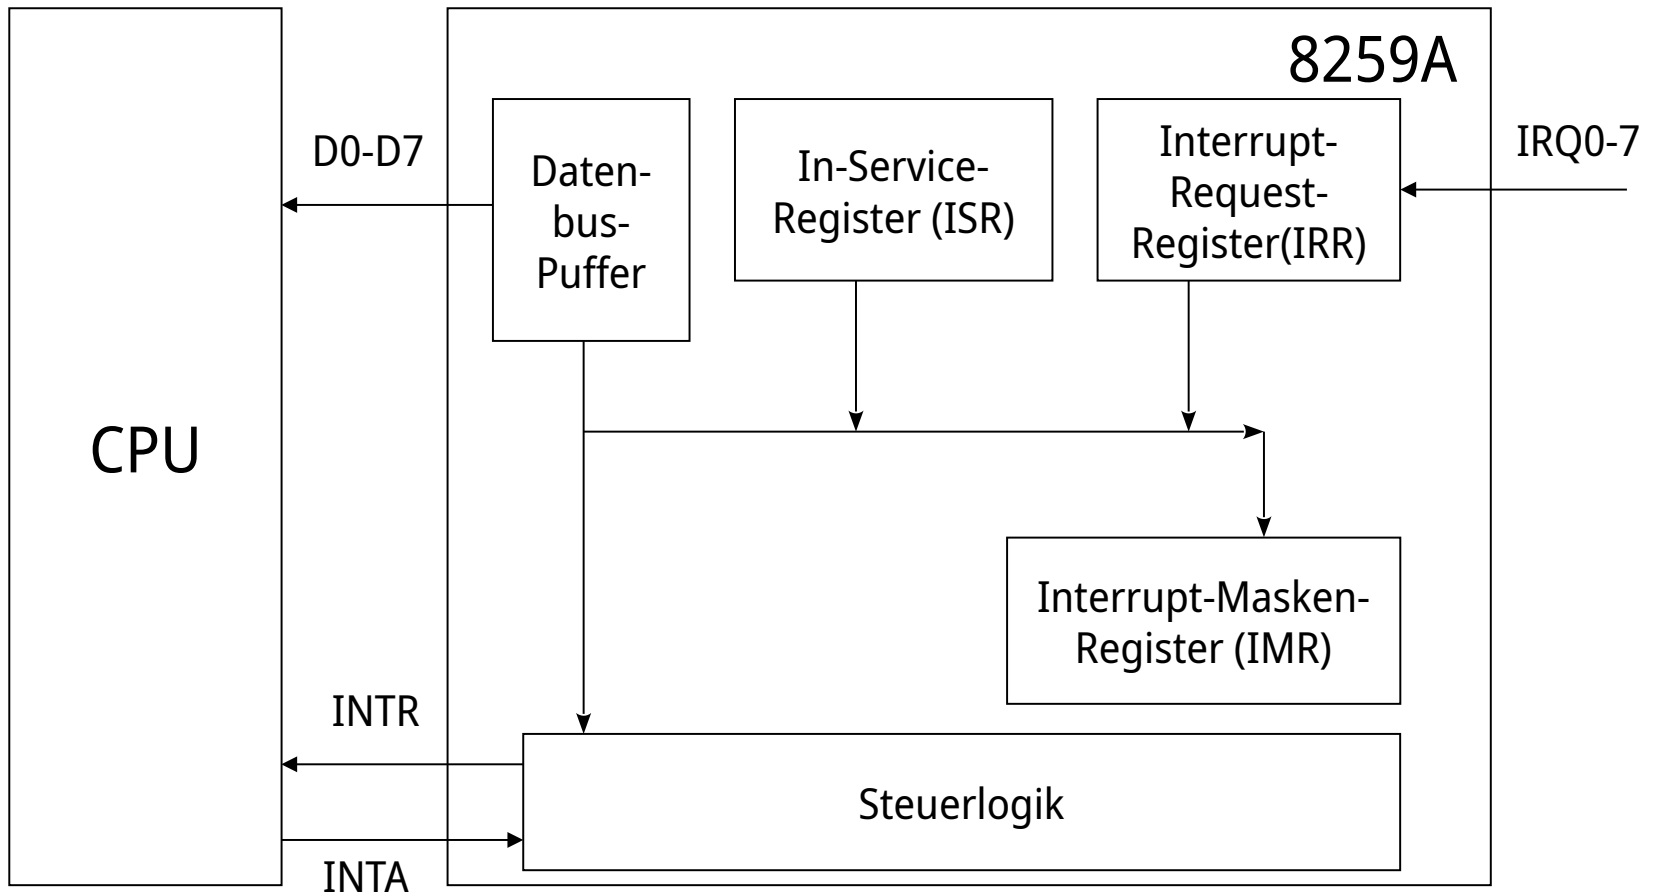 8259A
D0-D7
Daten-
bus-
Puffer
In-Service-
Register (ISR)
Interrupt-
Request-
Register(IRR)
IRQ0-7
CPU
Interrupt-Masken-
Register (IMR)
INTR
Steuerlogik
INTA